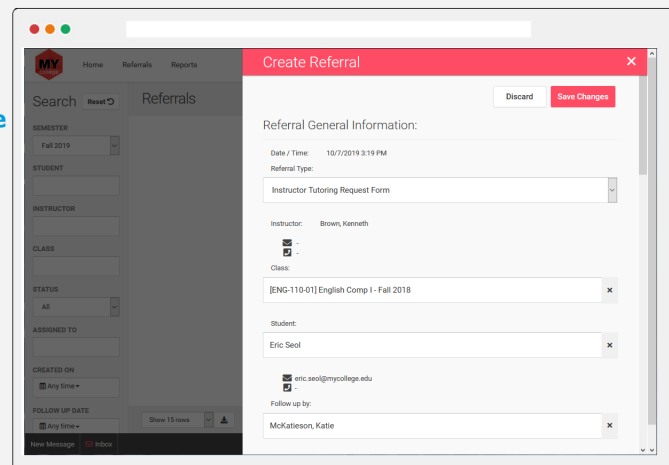 e
MY
college
Home Referrals Reports
Create Referral ×
Search Reset
Referrals
Discard Save Changes
SEMESTER
Fall 2019
STUDENT
INSTRUCTOR
CLASS
STATUS
All
ASSIGNED TO
CREATED ON
Any time
FOLLOW UP DATE
Any time
Show 15 rows
New Message Inbox
Referral General Information:
Date / Time: 10/7/2019 3:19 PM
Referral Type:
Instructor Tutoring Request Form
Instructor: Brown, Kenneth
-
-
Class:
[ENG-110-01] English Comp I - Fall 2018 ×
Student:
Eric Seol ×
eric.seol@mycollege.edu
-
Follow up by:
McKatieson, Katie ×